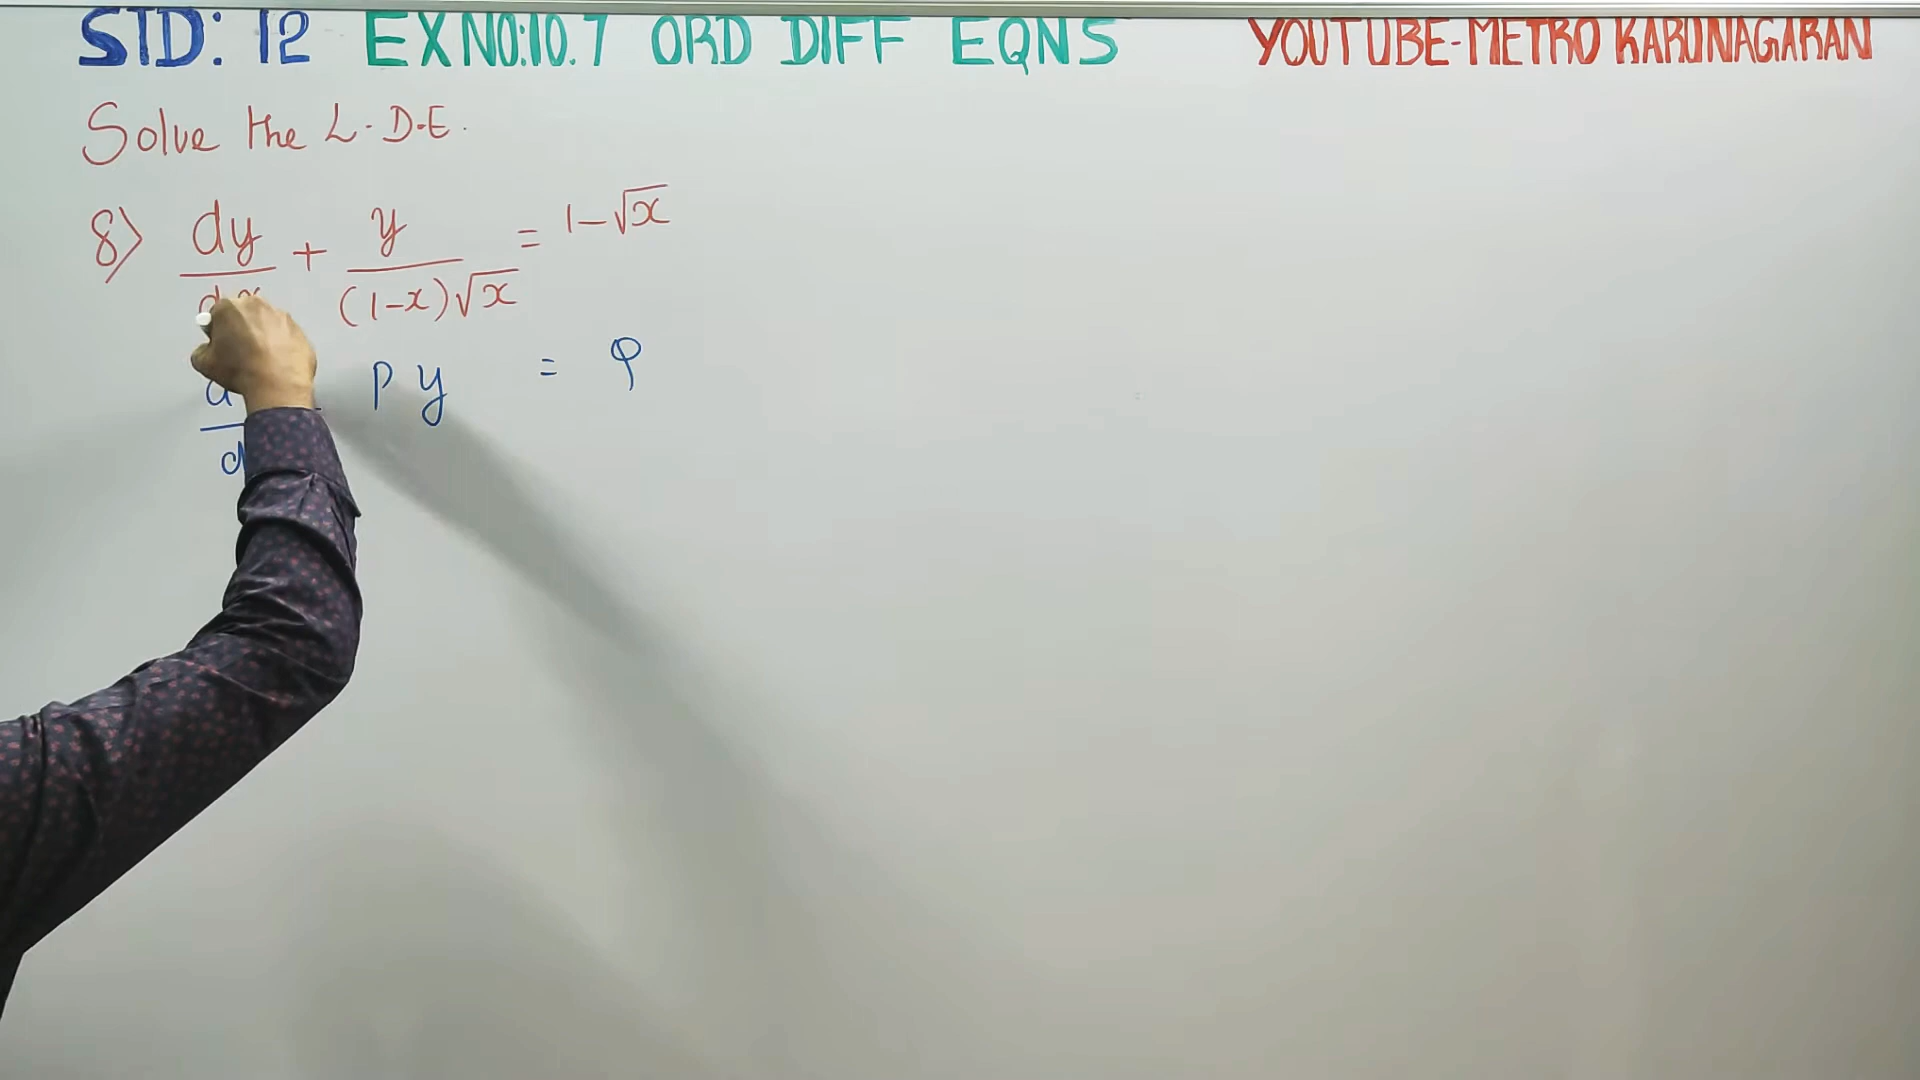 STD: 12 EX NO:10.7 ORD DIFF EQNS YOUTUBE-METRO KARUNAGARAN
Solve the L.D.E.
8) dy/dx + y/((1-x)√x) = 1-√x
d P y = Q
d